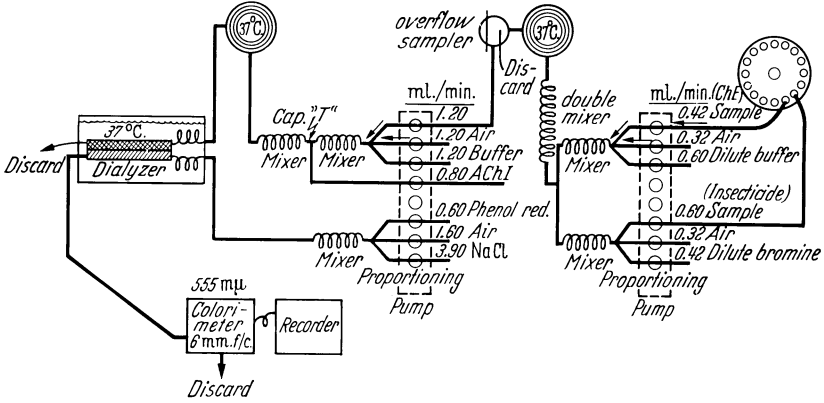 37°C.
overflow
sampler
37°C.
Dis-
card
ml./min.
1.20
1.20 Air
1.20 Buffer
0.80 AChI
0.60 Phenol red.
1.60 Air
3.90 NaCl
Cap. "T"
Mixer
Mixer
Mixer
Proportioning
Pump
double
mixer
ml./min.(ChE)
0.42 Sample
0.32 Air
0.60 Dilute buffer
(Insecticide)
0.60 Sample
0.32 Air
0.42 Dilute bromine
Mixer
Mixer
Proportioning
Pump
37°C.
Dialyzer
Discard
555 mµ
Colori-
meter
6 mm.f/c.
Recorder
Discard